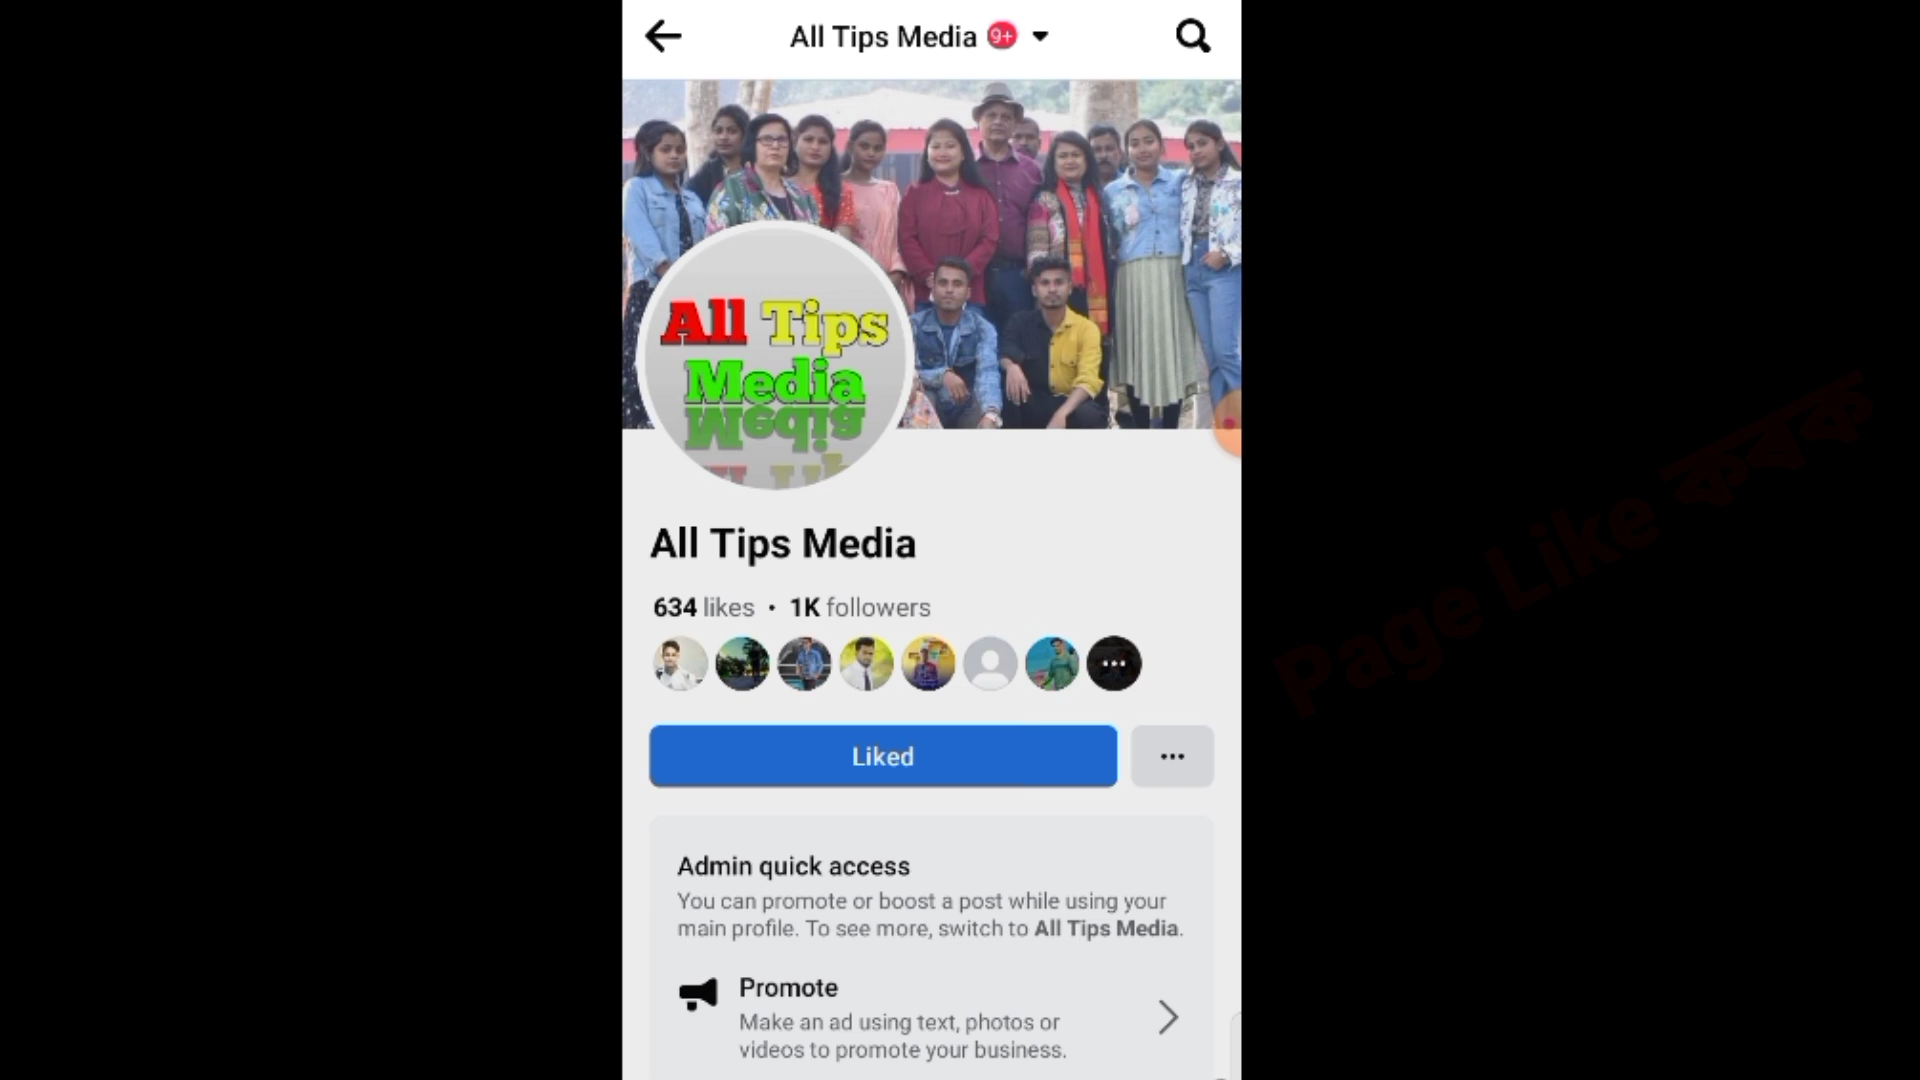 All Tips Media 9+
All Tips
Media
All Tips Media
634 likes • 1K followers
Liked
Admin quick access
You can promote or boost a post while using your
main profile. To see more, switch to All Tips Media.
Promote
Make an ad using text, photos or
videos to promote your business.
Page Like